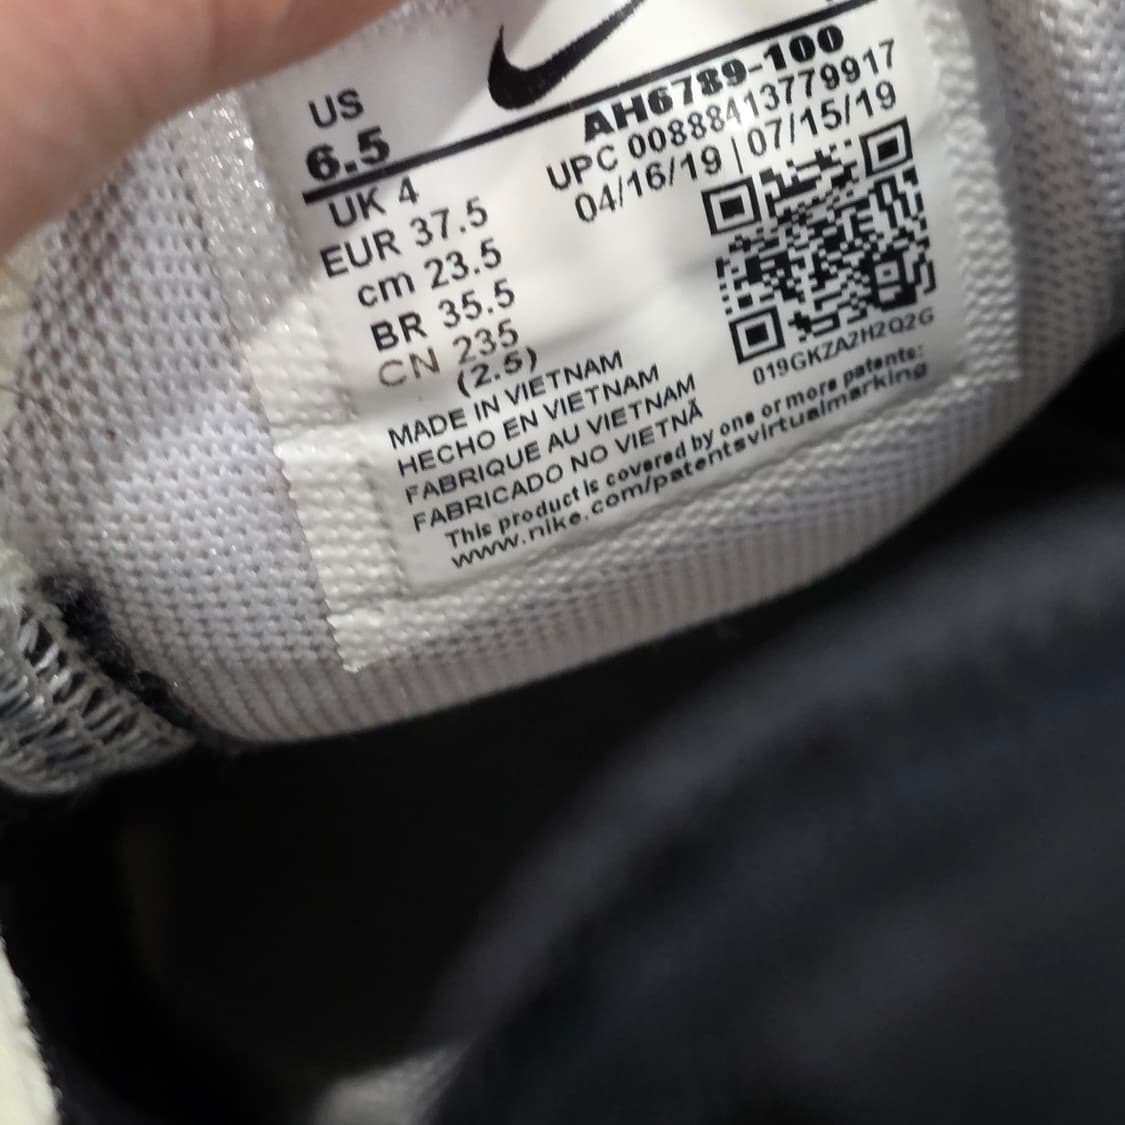 US
6.5
UK 4
EUR 37.5
cm 23.5
BR 35.5
CN 235
(2.5)
AH6789-100
UPC 00888413779917
04/16/19 | 07/15/19
019GKZA2H2Q2G
MADE IN VIETNAM
HECHO EN VIETNAM
FABRIQUE AU VIETNAM
FABRICADO NO VIETNÃ
This product is covered by one or more patents:
www.nike.com/patentsvirtualmarking